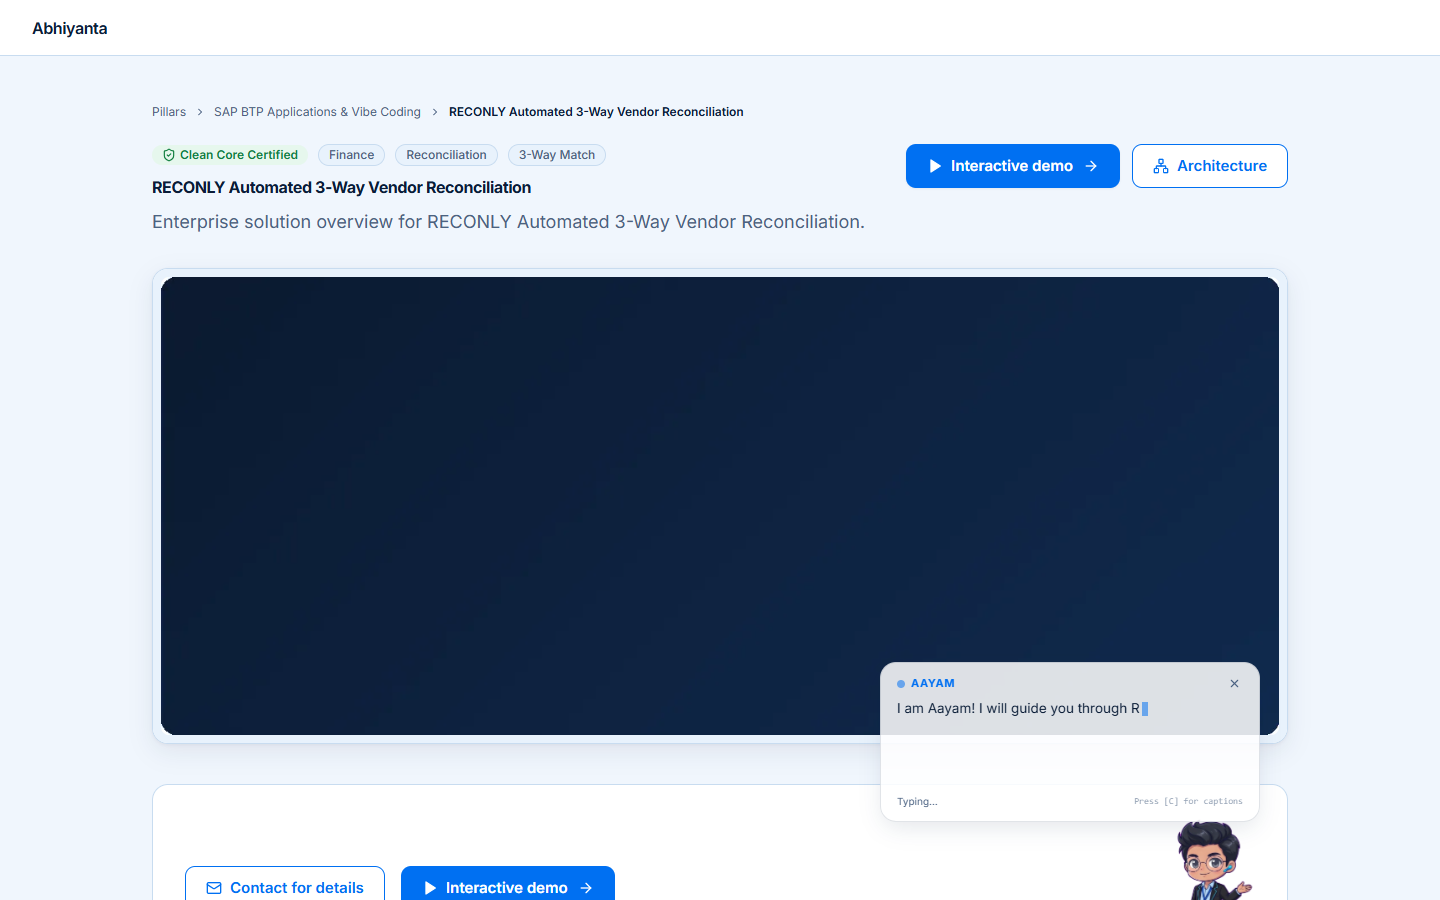 Abhiyanta
Pillars > SAP BTP Applications & Vibe Coding > RECONLY Automated 3-Way Vendor Reconciliation
Clean Core Certified Finance Reconciliation 3-Way Match
Interactive demo → Architecture
RECONLY Automated 3-Way Vendor Reconciliation
Enterprise solution overview for RECONLY Automated 3-Way Vendor Reconciliation.
AAYAM ×
I am Aayam! I will guide you through R
Typing... Press [C] for captions
Contact for details Interactive demo →